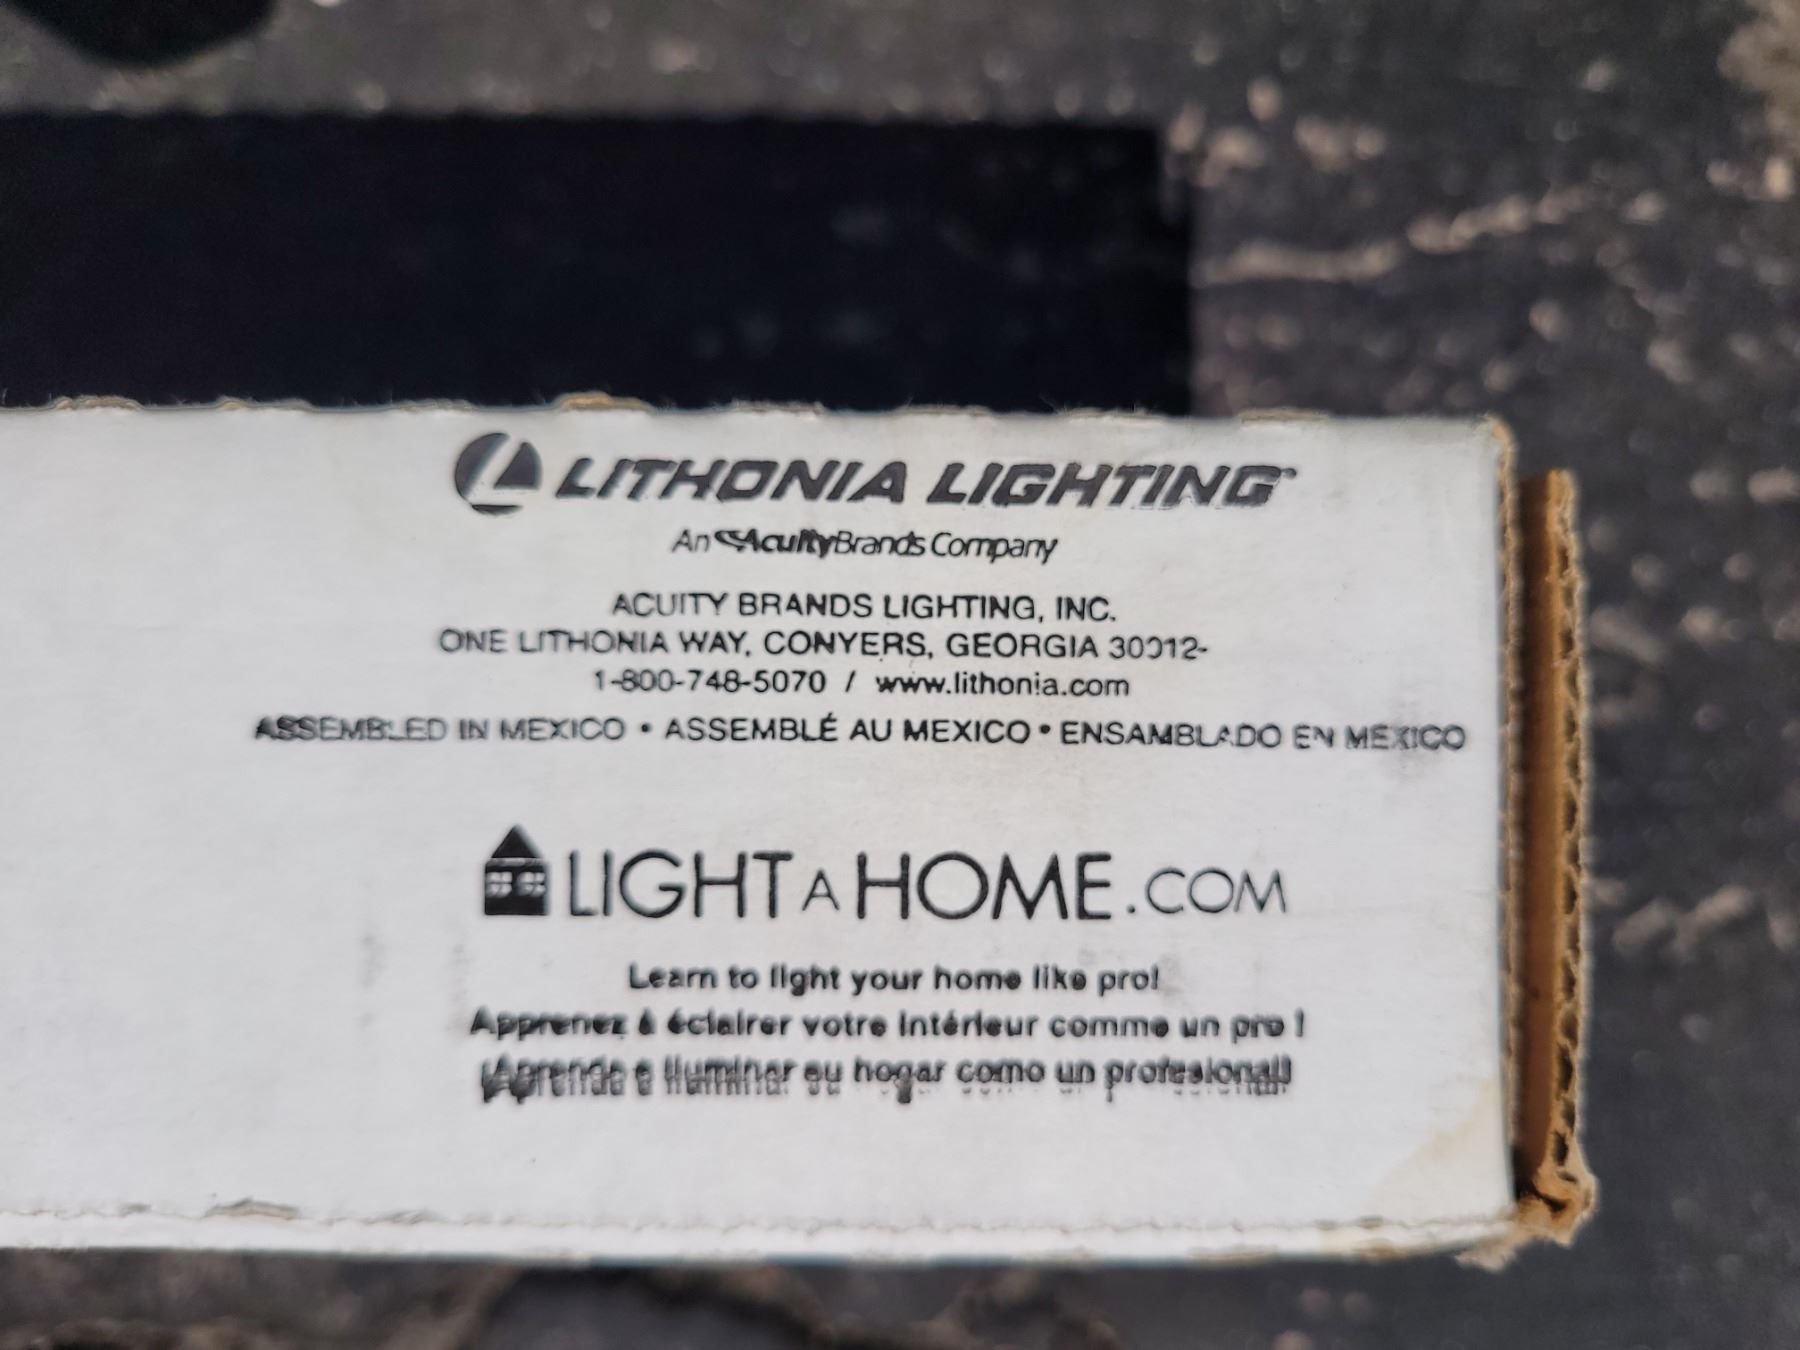 LITHONIA LIGHTING
An AcuityBrands Company
ACUITY BRANDS LIGHTING, INC.
ONE LITHONIA WAY, CONYERS, GEORGIA 30012-
1-800-748-5070 / www.lithonia.com
ASSEMBLED IN MEXICO • ASSEMBLÉ AU MEXICO • ENSAMBLADO EN MEXICO
LIGHT A HOME.COM
Learn to light your home like pro!
Apprenez à éclairer votre intérieur comme un pro !
¡Aprenda a iluminar su hogar como un profesional!